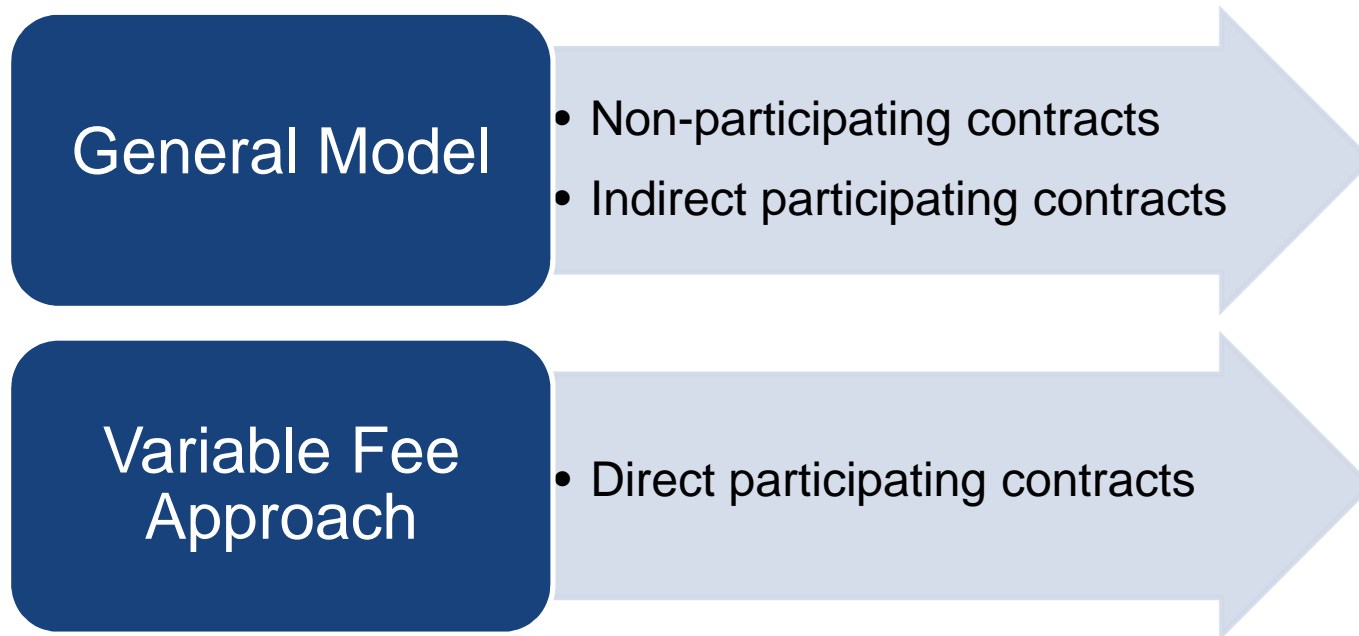 General Model
• Non-participating contracts
• Indirect participating contracts
Variable Fee
Approach
• Direct participating contracts